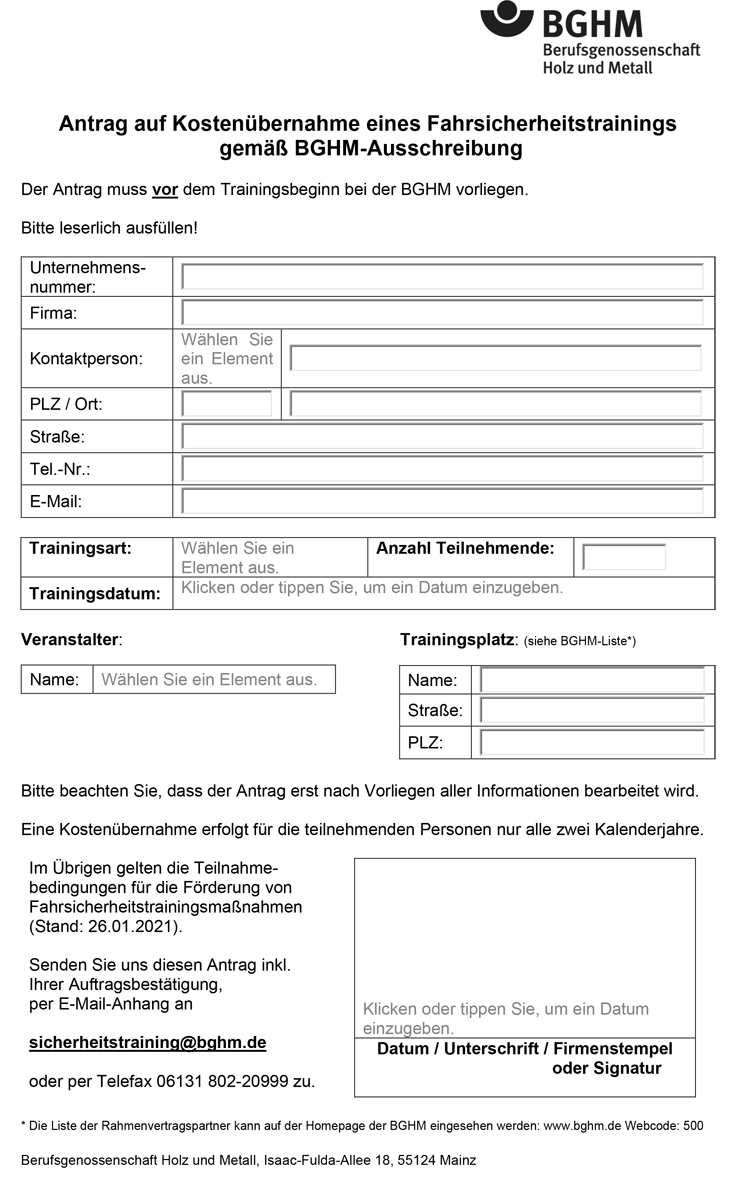 BGHM
Berufsgenossenschaft
Holz und Metall
Antrag auf Kostenübernahme eines Fahrsicherheitstrainings
gemäß BGHM-Ausschreibung
Der Antrag muss vor dem Trainingsbeginn bei der BGHM vorliegen.
Bitte leserlich ausfüllen!
Unternehmens-
nummer:
Firma:
Kontaktperson:
Wählen Sie
ein Element
aus.
PLZ / Ort:
Straße:
Tel.-Nr.:
E-Mail:
Trainingsart:
Wählen Sie ein
Element aus.
Anzahl Teilnehmende:
Trainingsdatum:
Klicken oder tippen Sie, um ein Datum einzugeben.
Veranstalter:
Name:
Wählen Sie ein Element aus.
Trainingsplatz: (siehe BGHM-Liste*)
Name:
Straße:
PLZ:
Bitte beachten Sie, dass der Antrag erst nach Vorliegen aller Informationen bearbeitet wird.
Eine Kostenübernahme erfolgt für die teilnehmenden Personen nur alle zwei Kalenderjahre.
Im Übrigen gelten die Teilnahme-
bedingungen für die Förderung von
Fahrsicherheitstrainingsmaßnahmen
(Stand: 26.01.2021).
Senden Sie uns diesen Antrag inkl.
Ihrer Auftragsbestätigung,
per E-Mail-Anhang an
sicherheitstraining@bghm.de
oder per Telefax 06131 802-20999 zu.
Klicken oder tippen Sie, um ein Datum
einzugeben.
Datum / Unterschrift / Firmenstempel
oder Signatur
* Die Liste der Rahmenvertragspartner kann auf der Homepage der BGHM eingesehen werden: www.bghm.de Webcode: 500
Berufsgenossenschaft Holz und Metall, Isaac-Fulda-Allee 18, 55124 Mainz